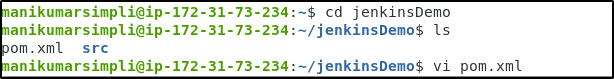 manikumarsimpli@ip-172-31-73-234:~$ cd jenkinsDemo
manikumarsimpli@ip-172-31-73-234:~/jenkinsDemo$ ls
pom.xml  src
manikumarsimpli@ip-172-31-73-234:~/jenkinsDemo$ vi pom.xml